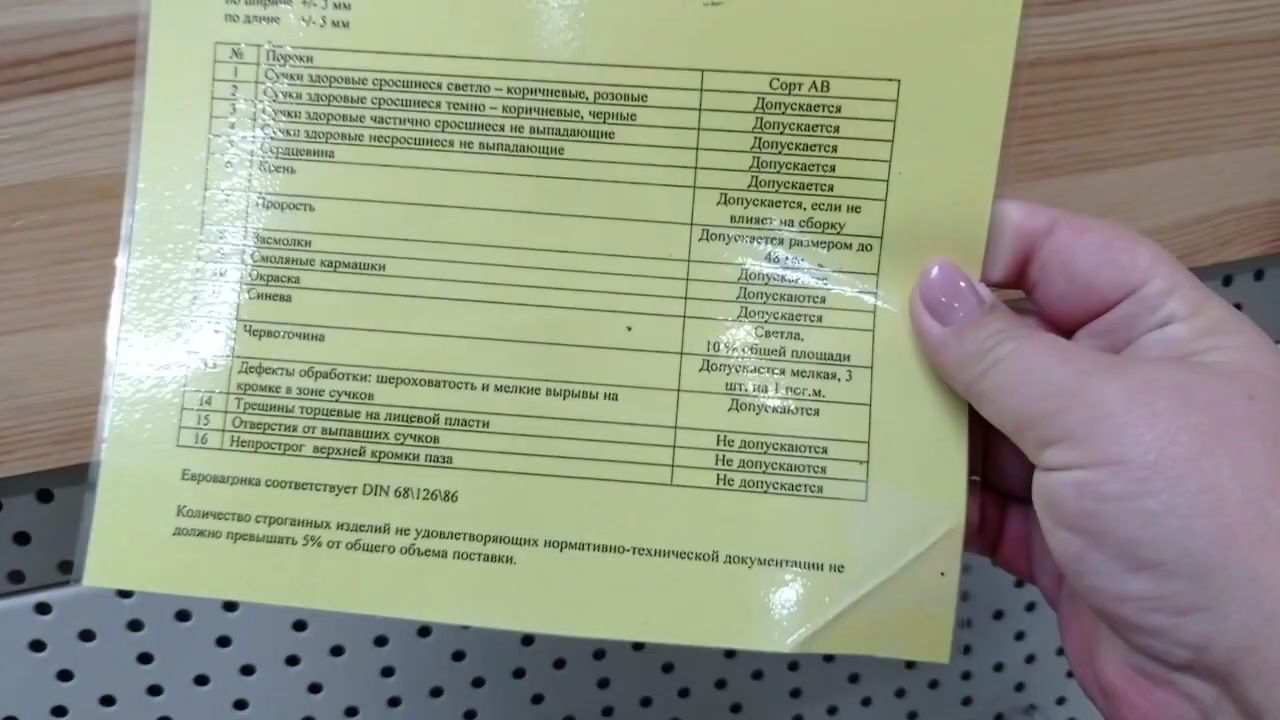 по ширине +/- 3 мм
по длине +/- 5 мм
№ Пороки Сорт АВ
1 Сучки здоровые сросшиеся светло – коричневые, розовые Допускается
2 Сучки здоровые сросшиеся темно – коричневые, черные Допускается
3 Сучки здоровые частично сросшиеся не выпадающие Допускается
4 Сучки здоровые несросшиеся не выпадающие Допускается
5 Сердцевина Допускается
6 Крень Допускается, если не
влияет на сборку
Прорость Допускается размером до
Засмолки
Смоляные кармашки Допускаются
Окраска Допускается
Синева Светла,
10 % общей площади
Червоточина Допускается мелкая, 3
шт. на 1 пог.м.
Дефекты обработки: шероховатость и мелкие вырывы на
кромке в зоне сучков Допускаются
14 Трещины торцевые на лицевой пласти Не допускаются
15 Отверстия от выпавших сучков Не допускаются
16 Непрострог верхней кромки паза Не допускается
Евровагонка соответствует DIN 68\126\86
Количество строганных изделий не удовлетворяющих нормативно-технической документации не
должно превышать 5% от общего объема поставки.